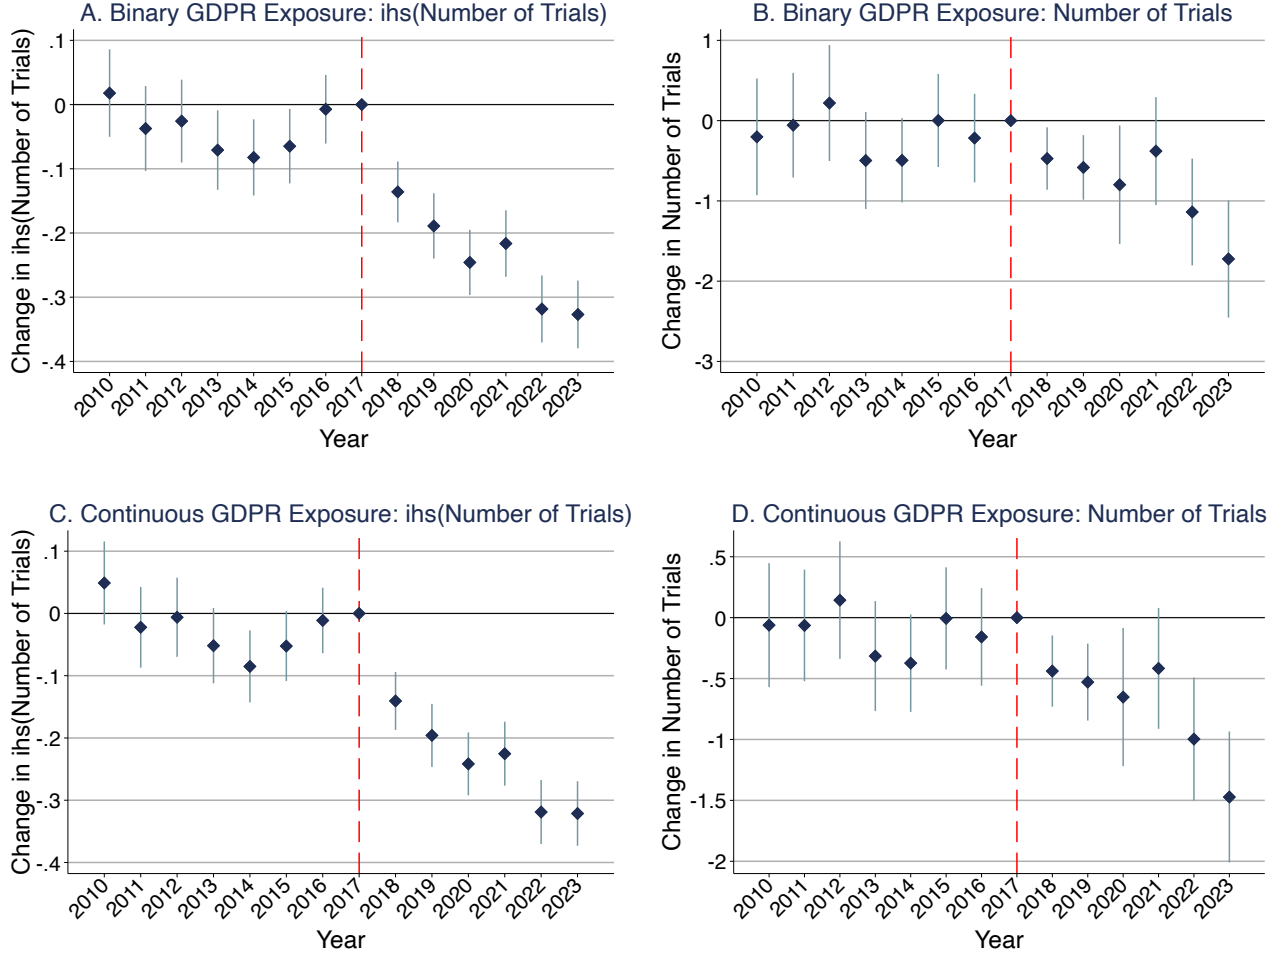 A. Binary GDPR Exposure: ihs(Number of Trials)
Change in ihs(Number of Trials)
.1
0
-.1
-.2
-.3
-.4
2010 2011 2012 2013 2014 2015 2016 2017 2018 2019 2020 2021 2022 2023
Year
B. Binary GDPR Exposure: Number of Trials
Change in Number of Trials
1
0
-1
-2
-3
2010 2011 2012 2013 2014 2015 2016 2017 2018 2019 2020 2021 2022 2023
Year
C. Continuous GDPR Exposure: ihs(Number of Trials)
Change in ihs(Number of Trials)
.1
0
-.1
-.2
-.3
-.4
2010 2011 2012 2013 2014 2015 2016 2017 2018 2019 2020 2021 2022 2023
Year
D. Continuous GDPR Exposure: Number of Trials
Change in Number of Trials
.5
0
-.5
-1
-1.5
-2
2010 2011 2012 2013 2014 2015 2016 2017 2018 2019 2020 2021 2022 2023
Year